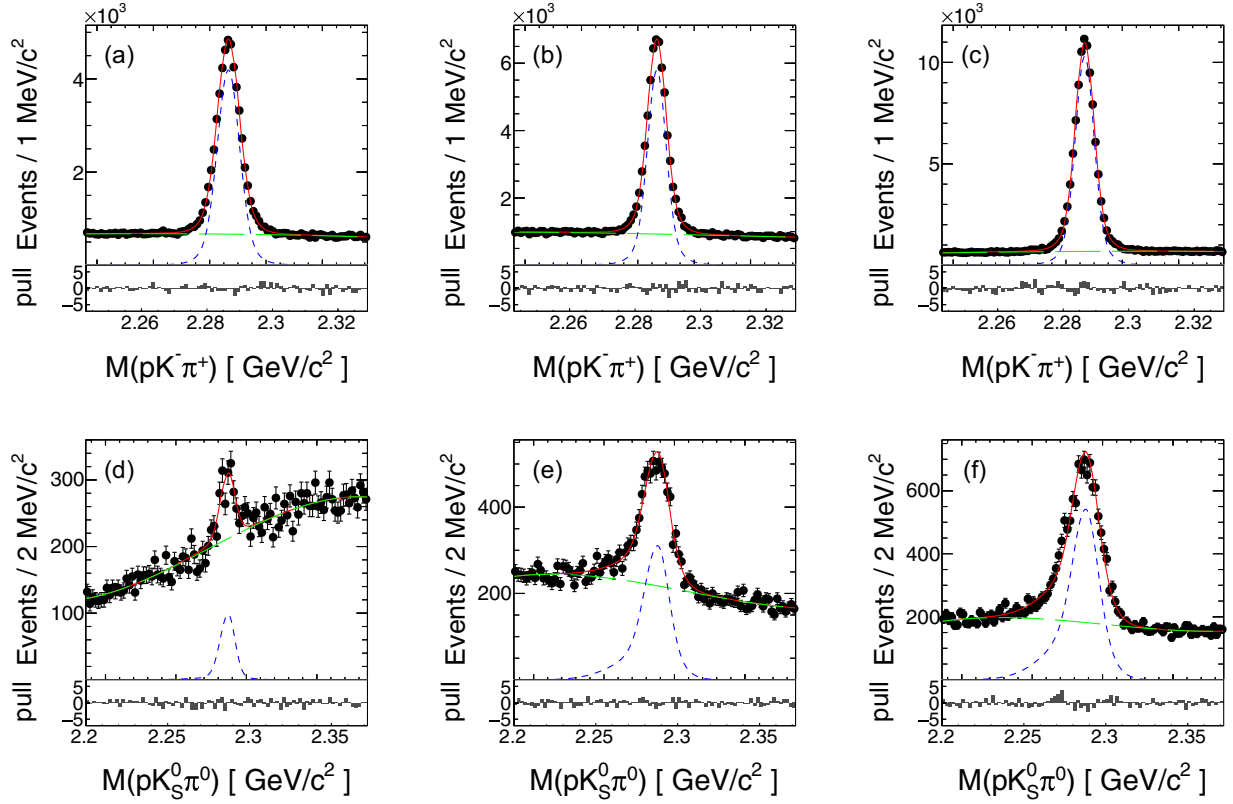 ×10³
(a)
4
2
Events / 1 MeV/c²
pull
5
0
−5
2.26 2.28 2.3 2.32
M(pK⁻π⁺) [ GeV/c² ]
×10³
(b)
6
4
2
Events / 1 MeV/c²
pull
5
0
−5
2.26 2.28 2.3 2.32
M(pK⁻π⁺) [ GeV/c² ]
×10³
(c)
10
5
Events / 1 MeV/c²
pull
5
0
−5
2.26 2.28 2.3 2.32
M(pK⁻π⁺) [ GeV/c² ]
(d)
300
200
100
Events / 2 MeV/c²
pull
5
0
−5
2.2 2.25 2.3 2.35
M(pK⁰_Sπ⁰) [ GeV/c² ]
(e)
400
200
Events / 2 MeV/c²
pull
5
0
−5
2.2 2.25 2.3 2.35
M(pK⁰_Sπ⁰) [ GeV/c² ]
(f)
600
400
200
Events / 2 MeV/c²
pull
5
0
−5
2.2 2.25 2.3 2.35
M(pK⁰_Sπ⁰) [ GeV/c² ]